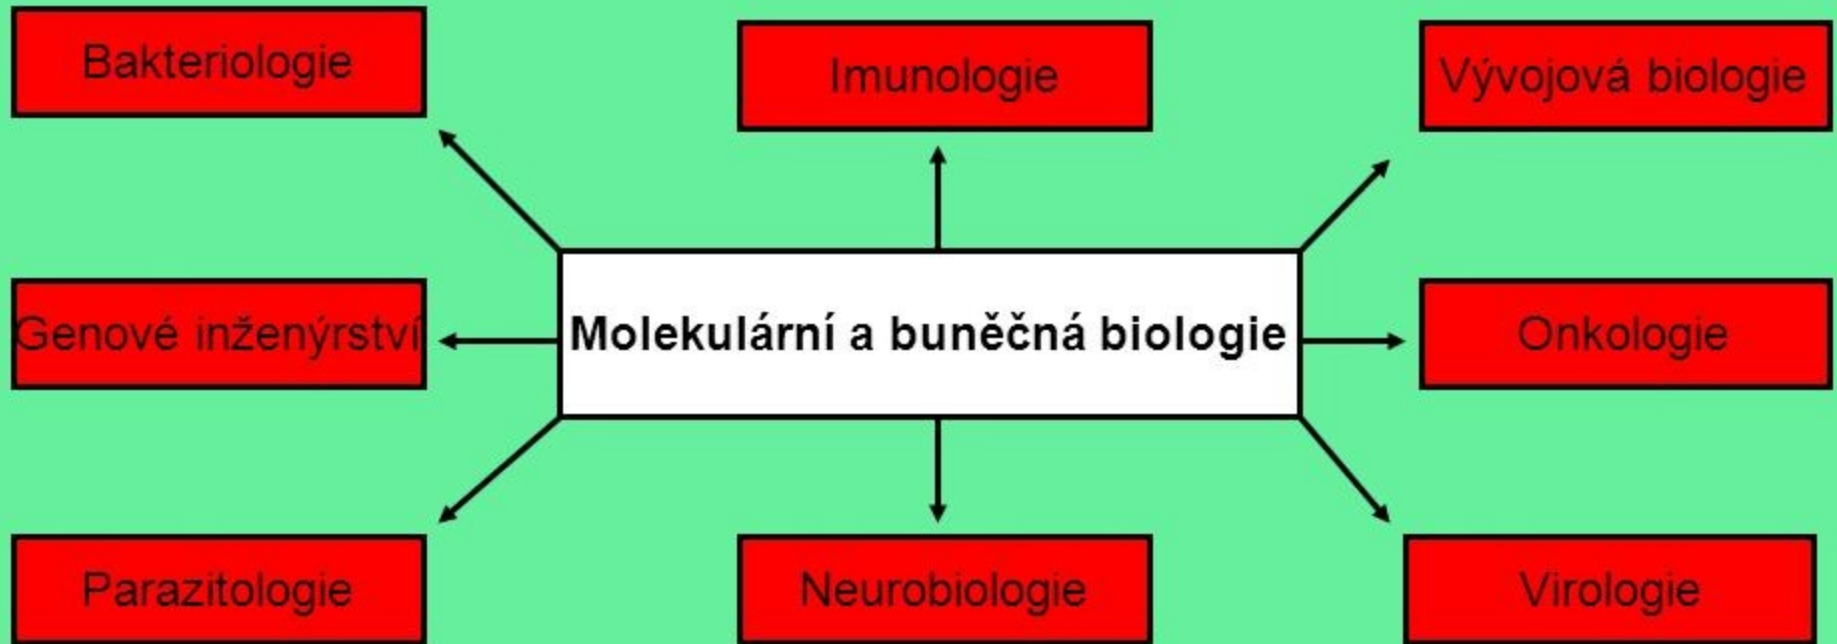 Bakteriologie
Imunologie
Vývojová biologie
Genové inženýrství
Molekulární a buněčná biologie
Onkologie
Parazitologie
Neurobiologie
Virologie